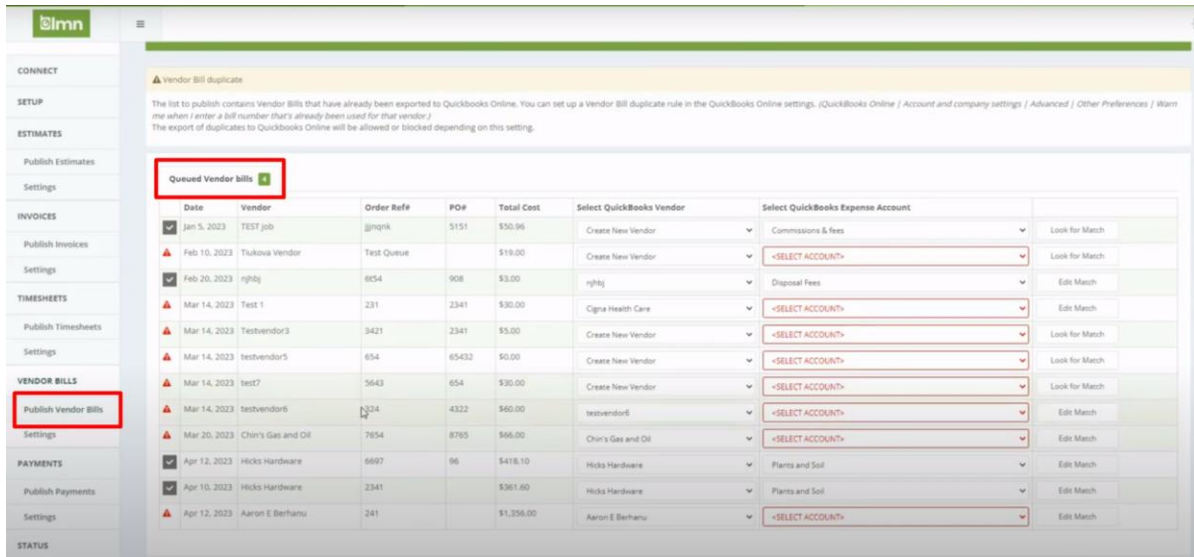 lmn
CONNECT
SETUP
ESTIMATES
Publish Estimates
Settings
INVOICES
Publish Invoices
Settings
TIMESHEETS
Publish Timesheets
Settings
VENDOR BILLS
Publish Vendor Bills
Settings
PAYMENTS
Publish Payments
Settings
STATUS
Vendor Bill duplicate
The list to publish contains Vendor Bills that have already been exported to Quickbooks Online. You can set up a Vendor Bill duplicate rule in the QuickBooks Online settings. (QuickBooks Online | Account and company settings | Advanced | Other Preferences | Warn
me when I enter a bill number that's already been used for that vendor.)
The export of duplicates to Quickbooks Online will be allowed or blocked depending on this setting.
Queued Vendor bills 4
Date Vendor Order Ref# PO# Total Cost Select QuickBooks Vendor Select QuickBooks Expense Account
Jan 5, 2023 TEST job jjjnqnk 5151 $50.96 Create New Vendor Commissions & fees Look for Match
Feb 10, 2023 Tiukova Vendor Test Queue $19.00 Create New Vendor <SELECT ACCOUNT> Look for Match
Feb 20, 2023 njhbj 6t54 908 $3.00 njhbj Disposal Fees Edit Match
Mar 14, 2023 Test 1 231 2341 $30.00 Cigna Health Care <SELECT ACCOUNT> Edit Match
Mar 14, 2023 Testvendor3 3421 2341 $5.00 Create New Vendor <SELECT ACCOUNT> Look for Match
Mar 14, 2023 testvendor5 654 65432 $0.00 Create New Vendor <SELECT ACCOUNT> Look for Match
Mar 14, 2023 test7 5643 654 $30.00 Create New Vendor <SELECT ACCOUNT> Look for Match
Mar 14, 2023 testvendor6 324 4322 $60.00 testvendor6 <SELECT ACCOUNT> Edit Match
Mar 20, 2023 Chin's Gas and Oil 7654 8765 $66.00 Chin's Gas and Oil <SELECT ACCOUNT> Edit Match
Apr 12, 2023 Hicks Hardware 6697 96 $418.10 Hicks Hardware Plants and Soil Edit Match
Apr 10, 2023 Hicks Hardware 2341 $361.60 Hicks Hardware Plants and Soil Edit Match
Apr 12, 2023 Aaron E Berhanu 241 $1,356.00 Aaron E Berhanu <SELECT ACCOUNT> Edit Match